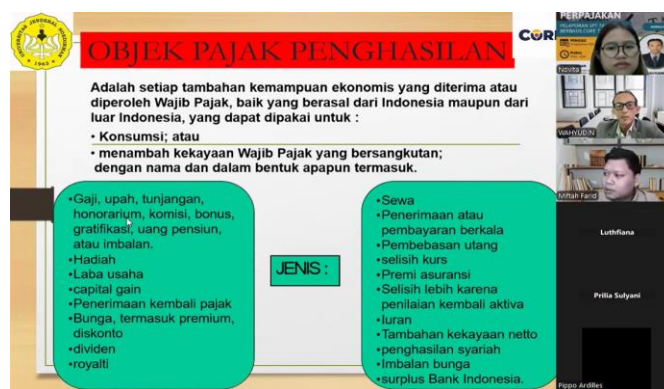 OBJEK PAJAK PENGHASILAN
Adalah setiap tambahan kemampuan ekonomis yang diterima atau
diperoleh Wajib Pajak, baik yang berasal dari Indonesia maupun dari
luar Indonesia, yang dapat dipakai untuk :
• Konsumsi; atau
• menambah kekayaan Wajib Pajak yang bersangkutan;
dengan nama dan dalam bentuk apapun termasuk.
•Gaji, upah, tunjangan,
honorarium, komisi, bonus,
gratifikasi, uang pensiun,
atau imbalan.
•Hadiah
•Laba usaha
•capital gain
•Penerimaan kembali pajak
•Bunga, termasuk premium,
diskonto
•dividen
•royalti
JENIS :
•Sewa
•Penerimaan atau
pembayaran berkala
•Pembebasan utang
•selisih kurs
•Premi asuransi
•Selisih lebih karena
penilaian kembali aktiva
•Iuran
•Tambahan kekayaan netto
•penghasilan syariah
•Imbalan bunga
•surplus Bank Indonesia.
PERPAJAKAN
Novita
WAHYUDIN
Miftah Farid
Luthfiana
Prilia Sulyani
Pippo Ardilles